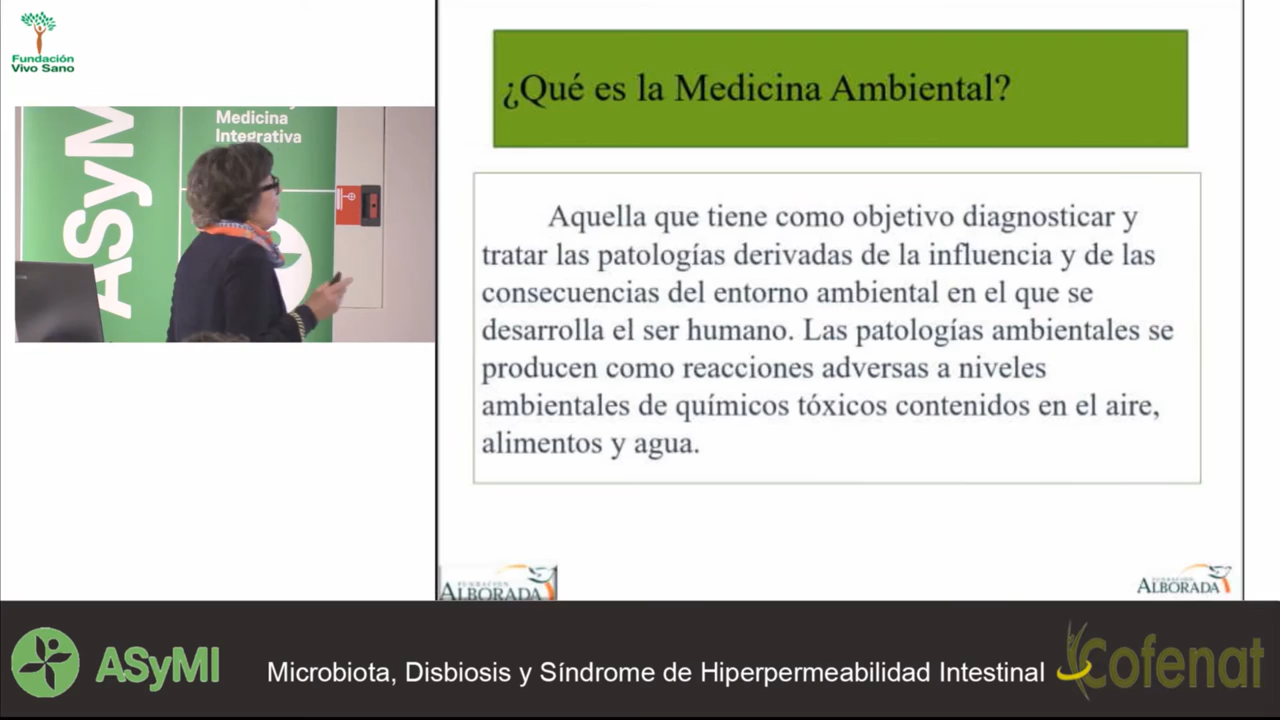 Fundación
Vivo Sano
ASyM
Medicina
Integrativa
¿Qué es la Medicina Ambiental?
Aquella que tiene como objetivo diagnosticar y
tratar las patologías derivadas de la influencia y de las
consecuencias del entorno ambiental en el que se
desarrolla el ser humano. Las patologías ambientales se
producen como reacciones adversas a niveles
ambientales de químicos tóxicos contenidos en el aire,
alimentos y agua.
FUNDACION
ALBORADA
FUNDACION
ALBORADA
ASyMI
Microbiota, Disbiosis y Síndrome de Hiperpermeabilidad Intestinal
Cofenat